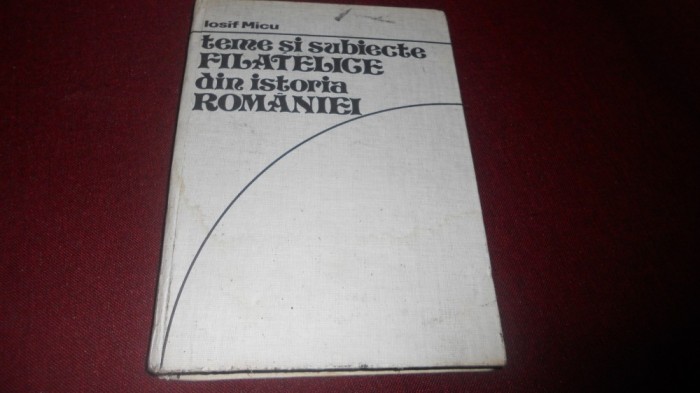 Iosif Micu
teme și subiecte
FILATELICE
din istoria
ROMÂNIEI